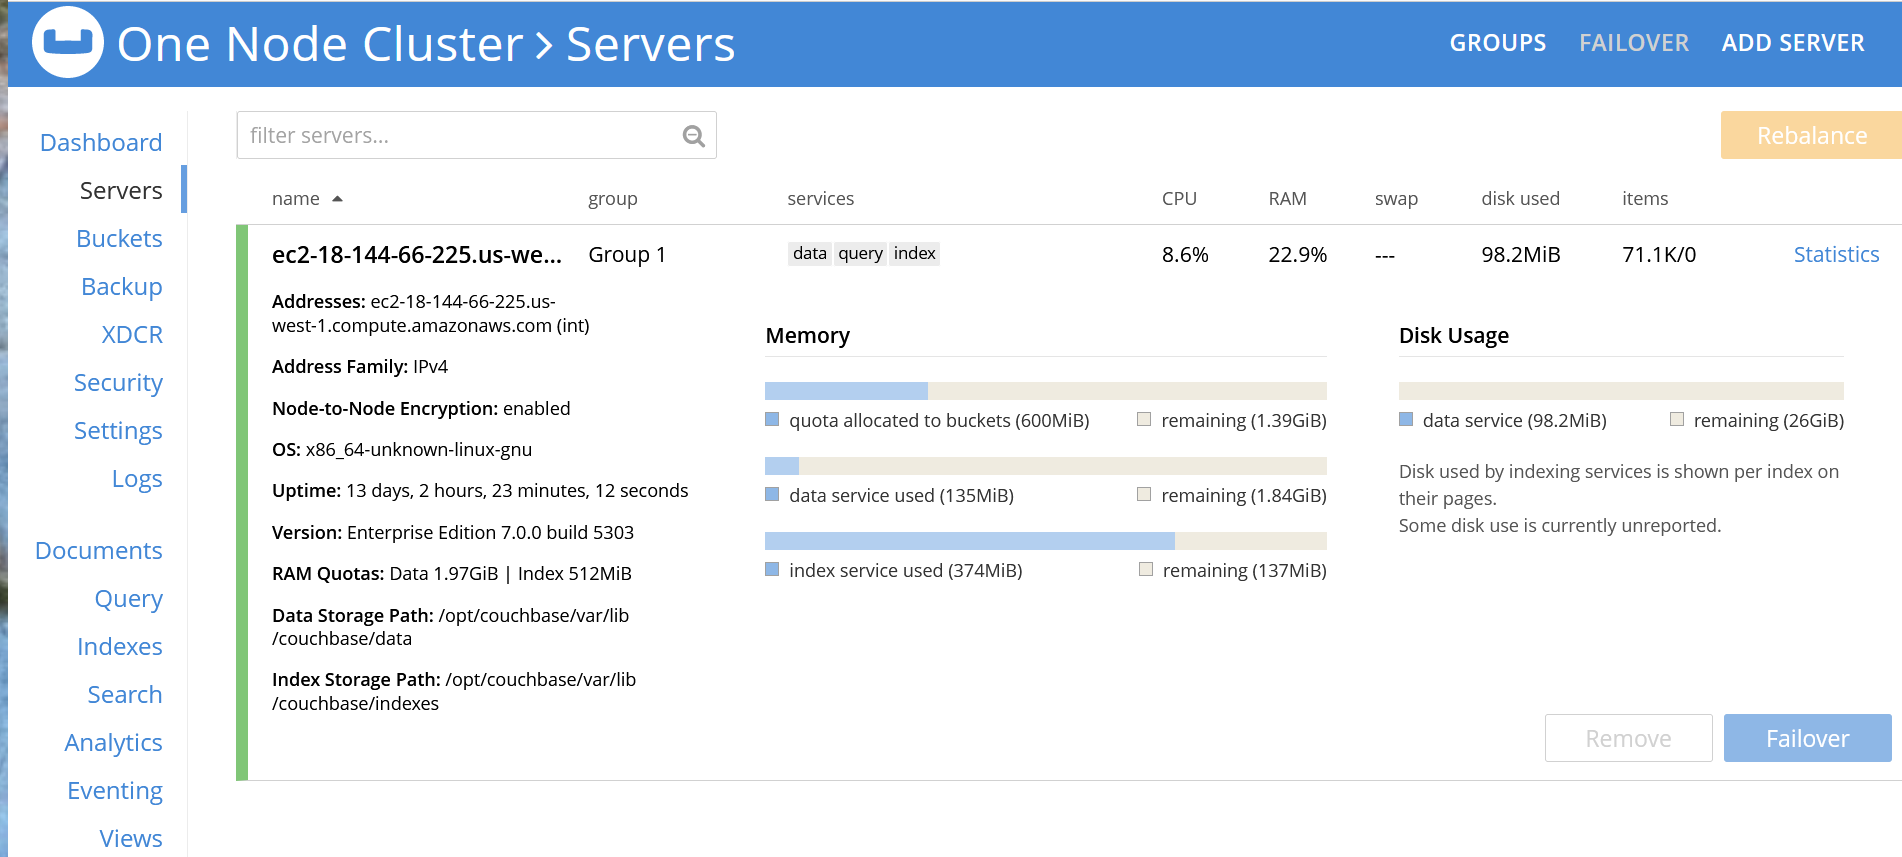 One Node Cluster > Servers
GROUPS FAILOVER ADD SERVER
Dashboard
Servers
Buckets
Backup
XDCR
Security
Settings
Logs
Documents
Query
Indexes
Search
Analytics
Eventing
Views
filter servers...
Rebalance
name group services CPU RAM swap disk used items
ec2-18-144-66-225.us-we... Group 1 data query index 8.6% 22.9% --- 98.2MiB 71.1K/0 Statistics
Addresses: ec2-18-144-66-225.us-
west-1.compute.amazonaws.com (int)
Address Family: IPv4
Node-to-Node Encryption: enabled
OS: x86_64-unknown-linux-gnu
Uptime: 13 days, 2 hours, 23 minutes, 12 seconds
Version: Enterprise Edition 7.0.0 build 5303
RAM Quotas: Data 1.97GiB | Index 512MiB
Data Storage Path: /opt/couchbase/var/lib
/couchbase/data
Index Storage Path: /opt/couchbase/var/lib
/couchbase/indexes
Memory
quota allocated to buckets (600MiB) remaining (1.39GiB)
data service used (135MiB) remaining (1.84GiB)
index service used (374MiB) remaining (137MiB)
Disk Usage
data service (98.2MiB) remaining (26GiB)
Disk used by indexing services is shown per index on
their pages.
Some disk use is currently unreported.
Remove Failover